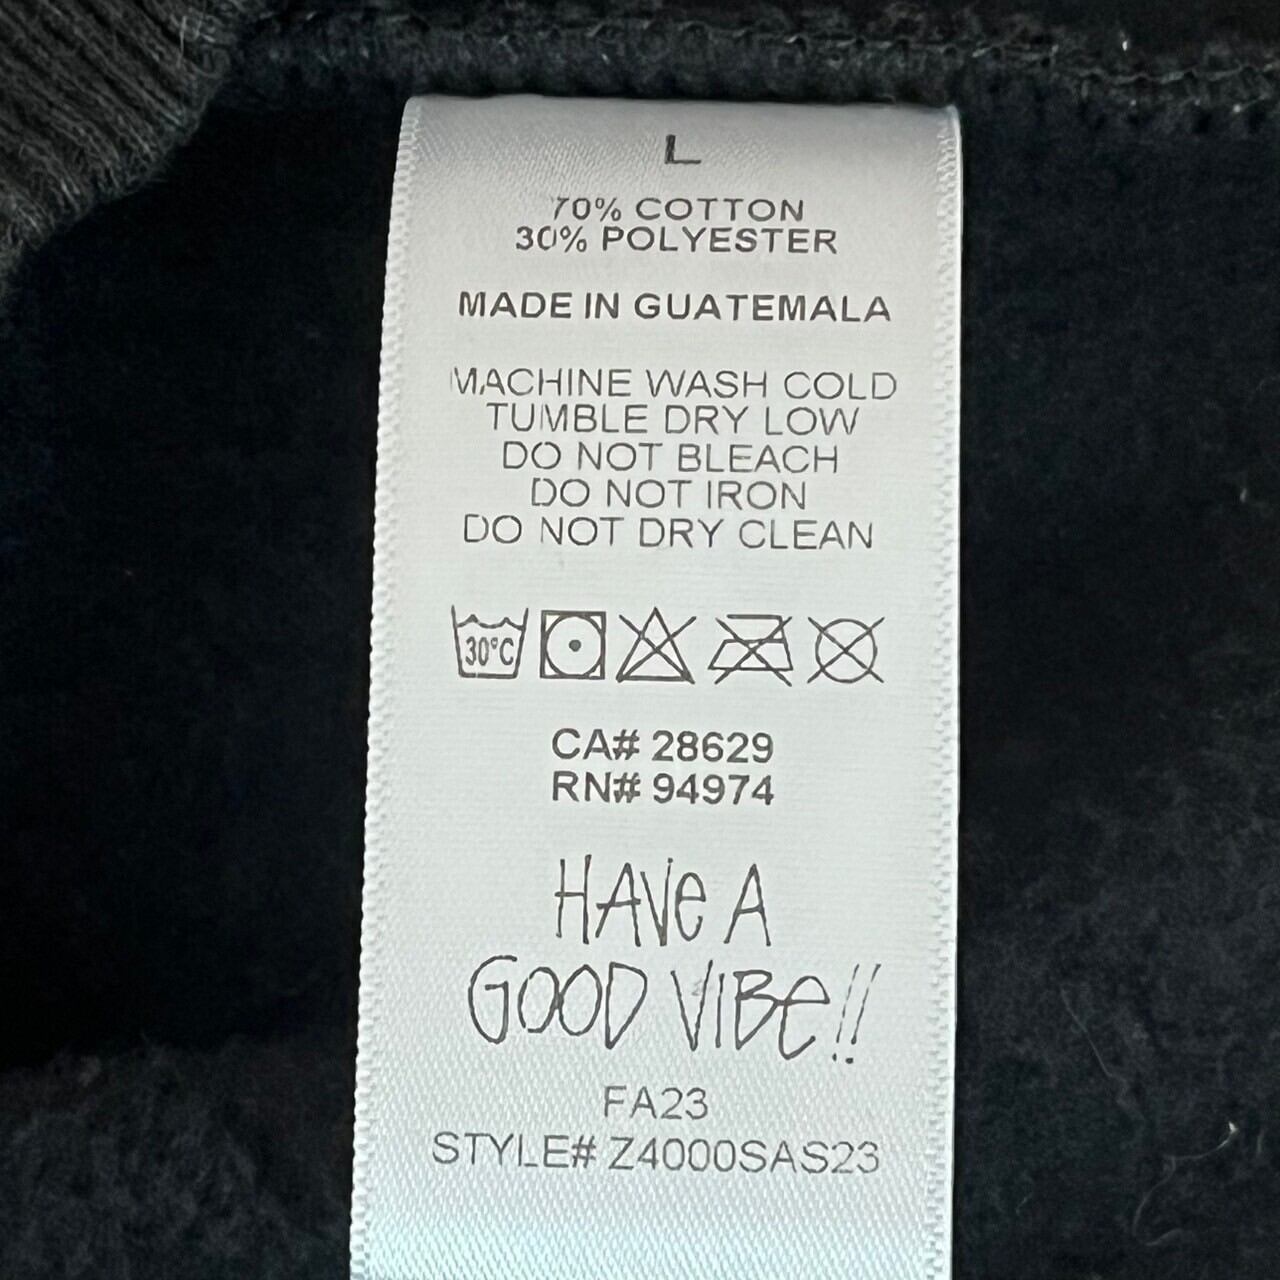 L
70% COTTON
30% POLYESTER
MADE IN GUATEMALA
MACHINE WASH COLD
TUMBLE DRY LOW
DO NOT BLEACH
DO NOT IRON
DO NOT DRY CLEAN
30°C
CA# 28629
RN# 94974
HAVe A
GOOD VIBe!!
FA23
STYLE# Z4000SAS23